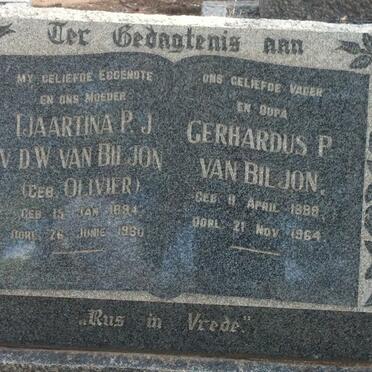 Ter Gedagtenis aan
MY GELIEFDE EGGENOTE
EN ONS MOEDER
TJAARTINA P. J.
V. D. W. VAN BILJON
(GEB. OLIVIER)
GEB. 15 JAN 1894.
OORL. 26 JUNIE 1960.
ONS GELIEFDE VADER
EN OUPA
GERHARDUS P.
VAN BILJON.
GEB. 11 APRIL 1888.
OORL. 21 NOV. 1964.
„Rus in Vrede"